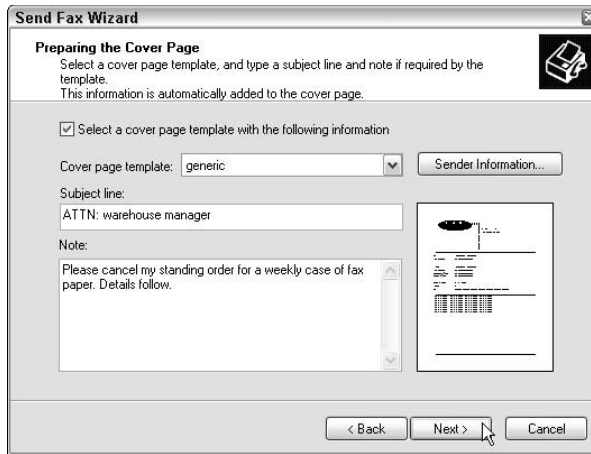 Send Fax Wizard
Preparing the Cover Page
Select a cover page template, and type a subject line and note if required by the
template.
This information is automatically added to the cover page.
Select a cover page template with the following information
Cover page template: generic
Sender Information...
Subject line:
ATTN: warehouse manager
Note:
Please cancel my standing order for a weekly case of fax
paper. Details follow.
< Back Next > Cancel